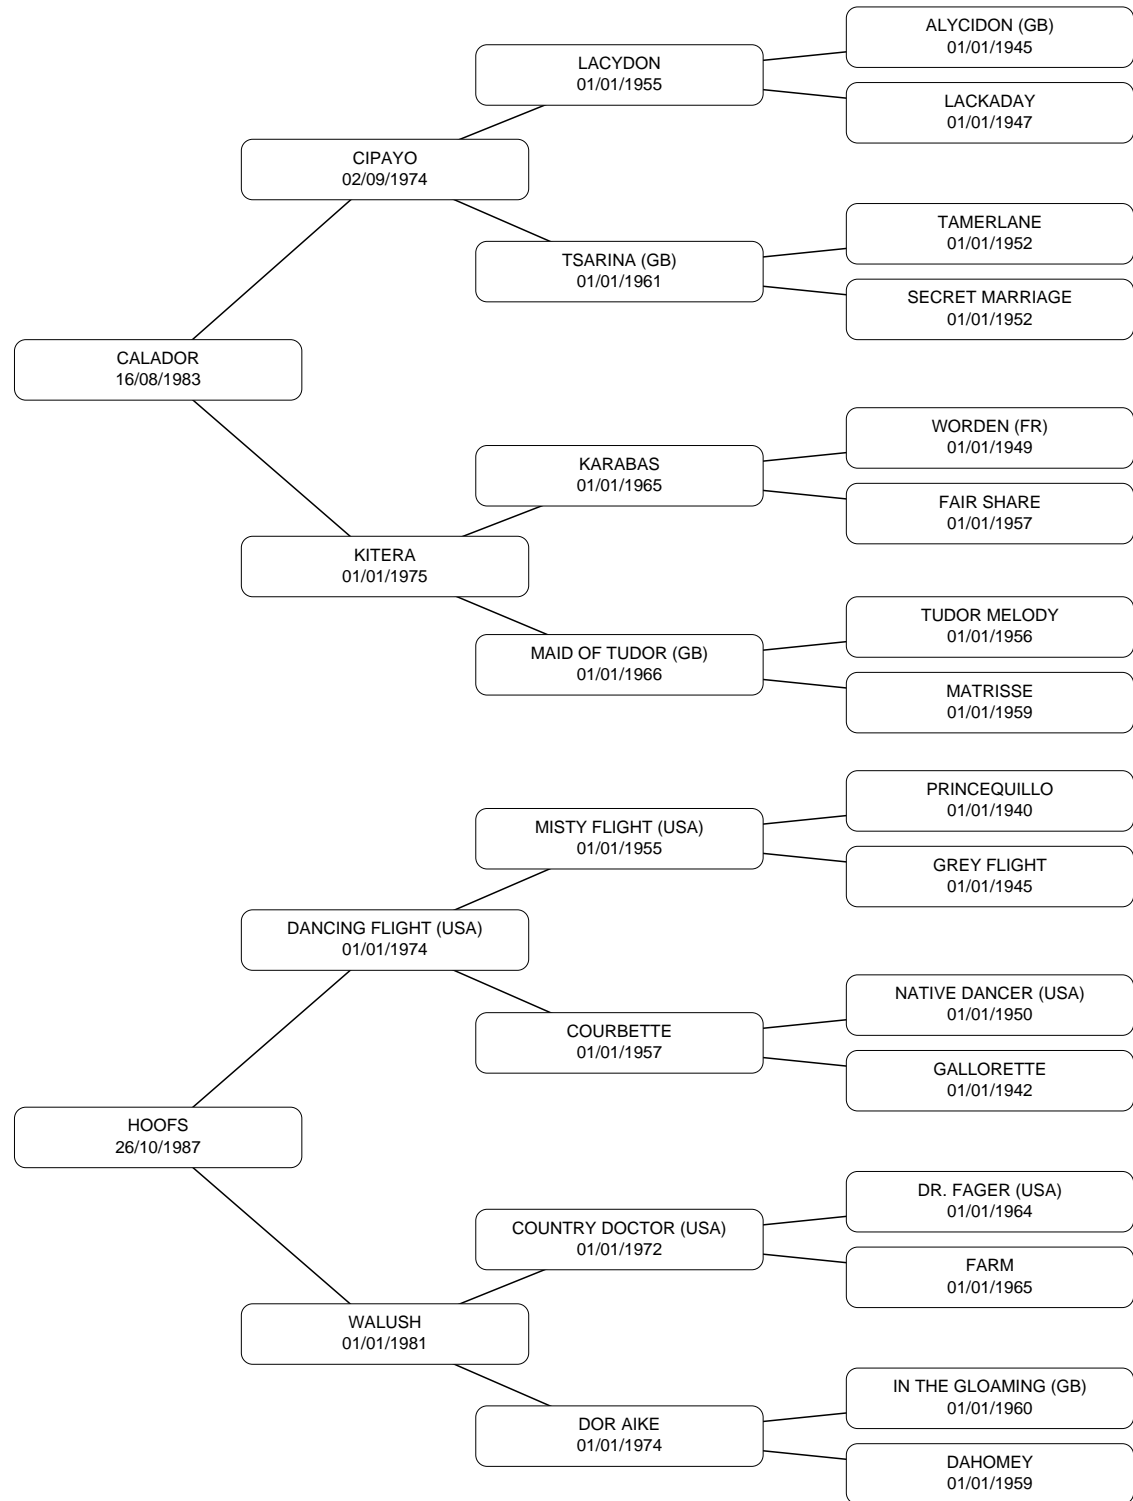 ALYCIDON (GB)
01/01/1945
LACYDON
01/01/1955
LACKADAY
01/01/1947
CIPAYO
02/09/1974
TAMERLANE
01/01/1952
TSARINA (GB)
01/01/1961
SECRET MARRIAGE
01/01/1952
CALADOR
16/08/1983
WORDEN (FR)
01/01/1949
KARABAS
01/01/1965
FAIR SHARE
01/01/1957
KITERA
01/01/1975
TUDOR MELODY
01/01/1956
MAID OF TUDOR (GB)
01/01/1966
MATRISSE
01/01/1959
PRINCEQUILLO
01/01/1940
MISTY FLIGHT (USA)
01/01/1955
GREY FLIGHT
01/01/1945
DANCING FLIGHT (USA)
01/01/1974
NATIVE DANCER (USA)
01/01/1950
COURBETTE
01/01/1957
GALLORETTE
01/01/1942
HOOFS
26/10/1987
DR. FAGER (USA)
01/01/1964
COUNTRY DOCTOR (USA)
01/01/1972
FARM
01/01/1965
WALUSH
01/01/1981
IN THE GLOAMING (GB)
01/01/1960
DOR AIKE
01/01/1974
DAHOMEY
01/01/1959